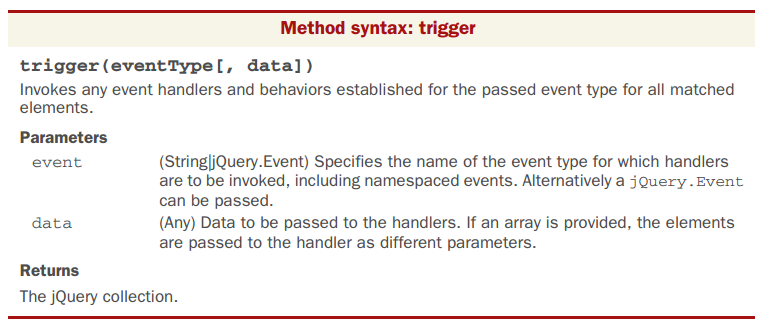 Method syntax: trigger
trigger(eventType[, data])
Invokes any event handlers and behaviors established for the passed event type for all matched
elements.
Parameters
event (String|jQuery.Event) Specifies the name of the event type for which handlers
are to be invoked, including namespaced events. Alternatively a jQuery.Event
can be passed.
data (Any) Data to be passed to the handlers. If an array is provided, the elements
are passed to the handler as different parameters.
Returns
The jQuery collection.